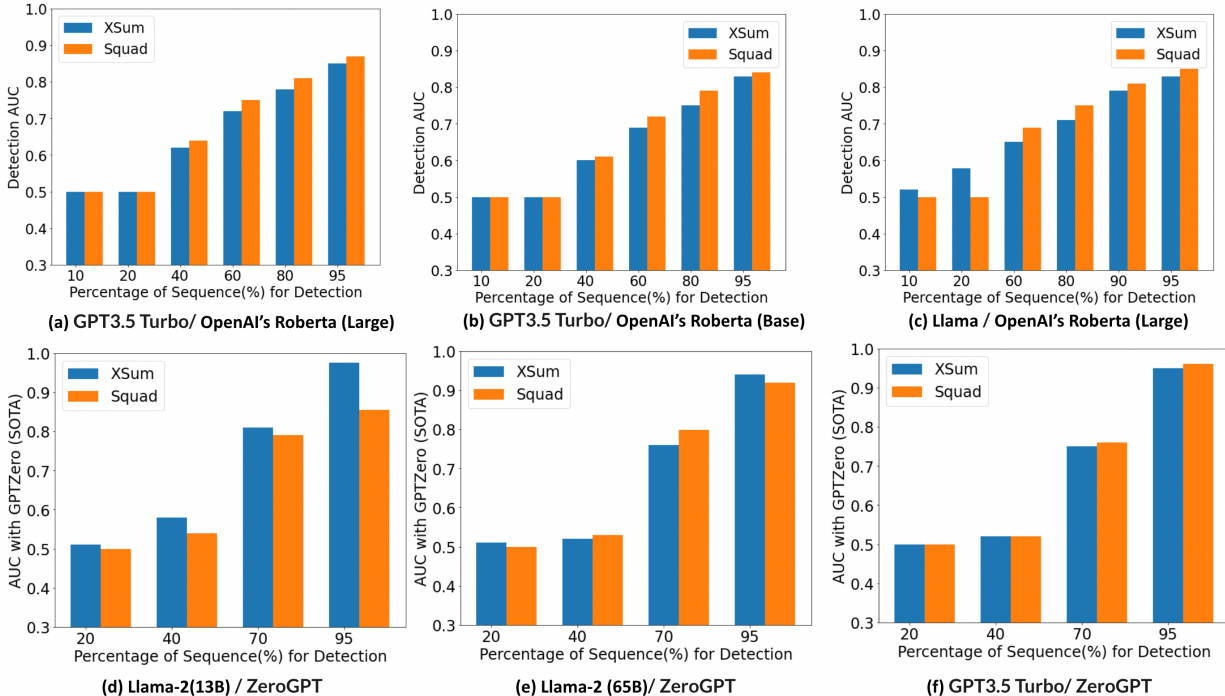 1.0
0.9
0.8
0.7
0.6
0.5
0.4
0.3
Detection AUC
XSum
Squad
10 20 40 60 80 95
Percentage of Sequence(%) for Detection
(a) GPT3.5 Turbo/ OpenAI's Roberta (Large)
1.0
0.9
0.8
0.7
0.6
0.5
0.4
0.3
Detection AUC
XSum
Squad
10 20 40 60 80 95
Percentage of Sequence(%) for Detection
(b) GPT3.5 Turbo/ OpenAI's Roberta (Base)
1.0
0.9
0.8
0.7
0.6
0.5
0.4
0.3
Detection AUC
XSum
Squad
10 20 60 80 90 95
Percentage of Sequence(%) for Detection
(c) Llama / OpenAI's Roberta (Large)
1.0
0.9
0.8
0.7
0.6
0.5
0.4
0.3
AUC with GPTZero (SOTA)
XSum
Squad
20 40 70 95
Percentage of Sequence(%) for Detection
(d) Llama-2(13B) / ZeroGPT
1.0
0.9
0.8
0.7
0.6
0.5
0.4
0.3
AUC with GPTZero (SOTA)
XSum
Squad
20 40 70 95
Percentage of Sequence(%) for Detection
(e) Llama-2 (65B)/ ZeroGPT
1.0
0.9
0.8
0.7
0.6
0.5
0.4
0.3
AUC with GPTZero (SOTA)
XSum
Squad
20 40 70 95
Percentage of Sequence(%) for Detection
(f) GPT3.5 Turbo/ ZeroGPT